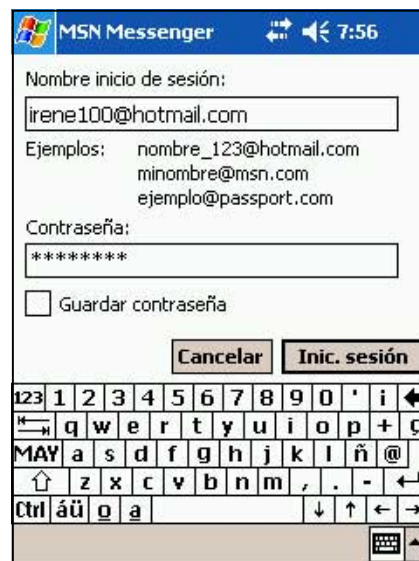 MSN Messenger 7:56
Nombre inicio de sesión:
irene100@hotmail.com
Ejemplos: nombre_123@hotmail.com
minombre@msn.com
ejemplo@passport.com
Contraseña:
********
Guardar contraseña
Cancelar Inic. sesión
123 1 2 3 4 5 6 7 8 9 0 ' i
q w e r t y u i o p + ç
MAY a s d f g h j k l ñ @
z x c v b n m , . -
Ctrl áü o a ↓ ↑ ← →